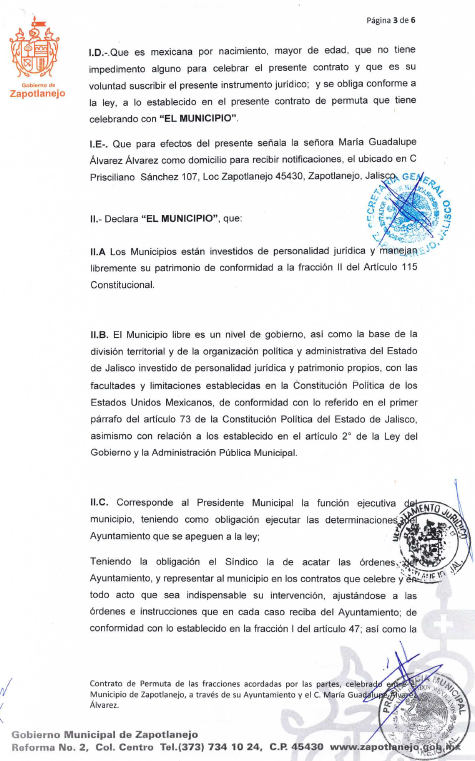 Página 3 de 6
Gobierno de
Zapotlanejo
I.D.-.Que es mexicana por nacimiento, mayor de edad, que no tiene
impedimento alguno para celebrar el presente contrato y que es su
voluntad suscribir el presente instrumento jurídico; y se obliga conforme a
la ley, a lo establecido en el presente contrato de permuta que tiene
celebrando con "EL MUNICIPIO".
I.E-. Que para efectos del presente señala la señora María Guadalupe
Álvarez Álvarez como domicilio para recibir notificaciones, el ubicado en C
Prisciliano Sánchez 107, Loc Zapotlanejo 45430, Zapotlanejo, Jalisco.
SECRETARIA GENERAL
JALISCO
II.- Declara "EL MUNICIPIO", que:
II.A Los Municipios están investidos de personalidad jurídica y manejan
libremente su patrimonio de conformidad a la fracción II del Artículo 115
Constitucional.
II.B. El Municipio libre es un nivel de gobierno, así como la base de la
división territorial y de la organización política y administrativa del Estado
de Jalisco investido de personalidad jurídica y patrimonio propios, con las
facultades y limitaciones establecidas en la Constitución Política de los
Estados Unidos Mexicanos, de conformidad con lo referido en el primer
párrafo del artículo 73 de la Constitución Política del Estado de Jalisco,
asimismo con relación a los establecido en el artículo 2° de la Ley del
Gobierno y la Administración Pública Municipal.
II.C. Corresponde al Presidente Municipal la función ejecutiva del
municipio, teniendo como obligación ejecutar las determinaciones del
Ayuntamiento que se apeguen a la ley;
JURÍDICO
Teniendo la obligación el Síndico la de acatar las órdenes del
Ayuntamiento, y representar al municipio en los contratos que celebre y en
todo acto que sea indispensable su intervención, ajustándose a las
órdenes e instrucciones que en cada caso reciba del Ayuntamiento; de
conformidad con lo establecido en la fracción I del artículo 47; así como la
Contrato de Permuta de las fracciones acordadas por las partes, celebrado entre
Municipio de Zapotlanejo, a través de su Ayuntamiento y el C. María Guadalupe Álvarez
Álvarez.
Gobierno Municipal de Zapotlanejo
Reforma No. 2, Col. Centro Tel.(373) 734 10 24, C.P. 45430 www.zapotlanejo.gob.mx